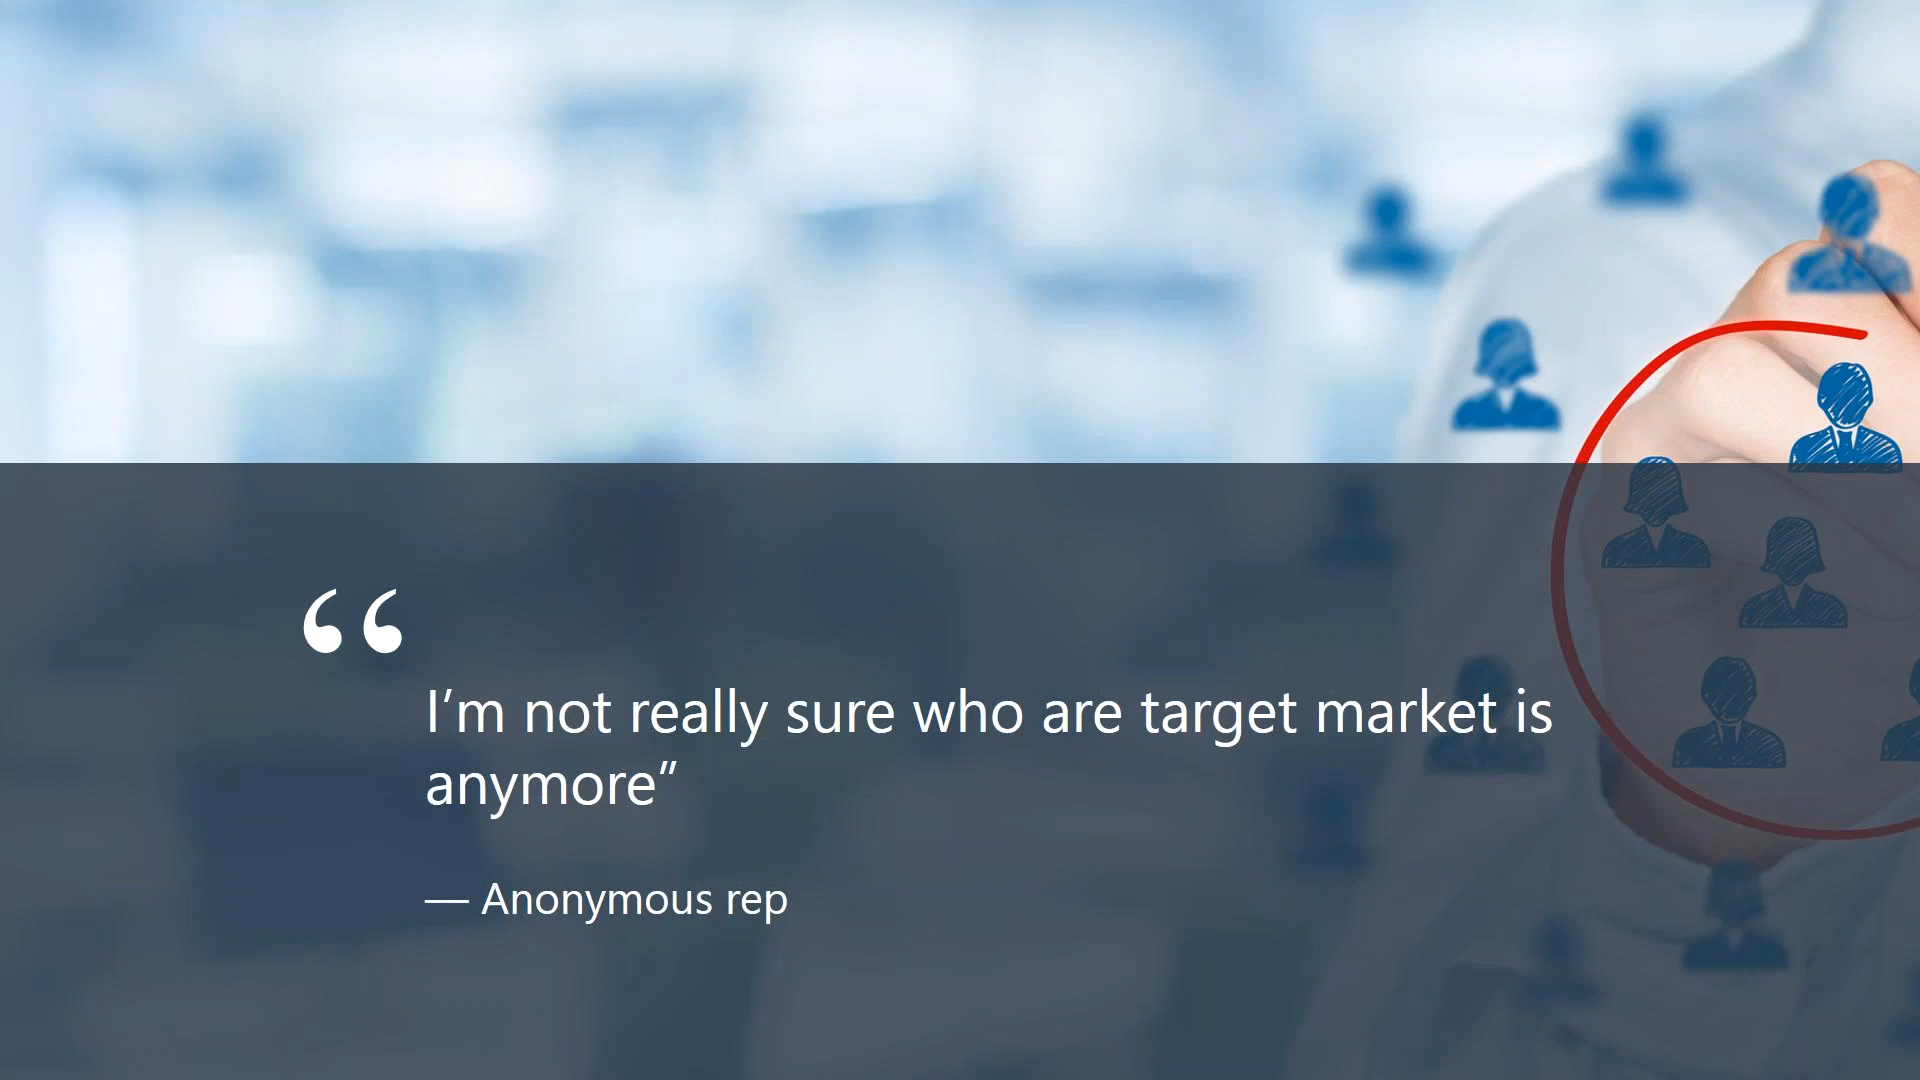 “
I’m not really sure who are target market is
anymore”
— Anonymous rep